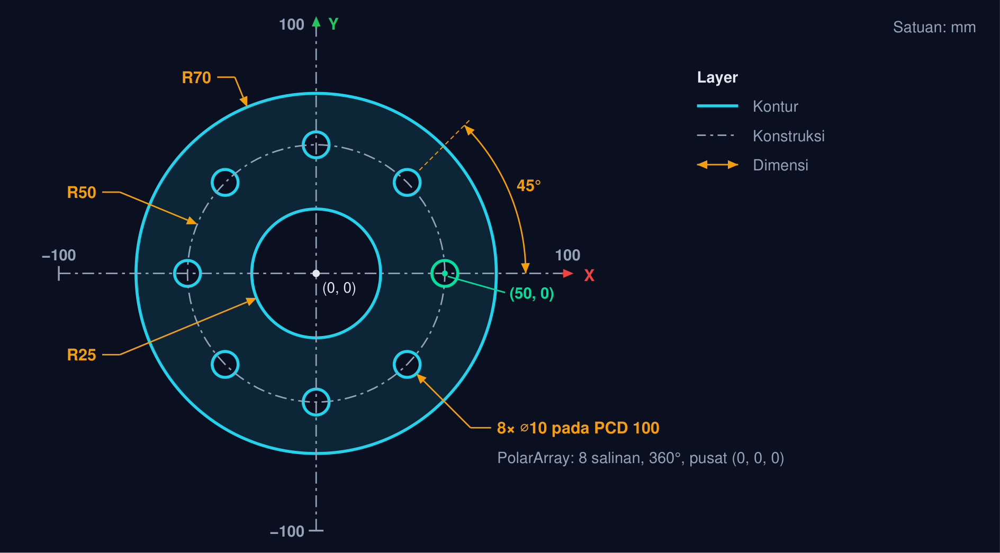 100 Y
Satuan: mm
R70
Layer
Kontur
Konstruksi
Dimensi
45°
R50
–100
100
X
(0, 0)
(50, 0)
R25
8× ⌀10 pada PCD 100
PolarArray: 8 salinan, 360°, pusat (0, 0, 0)
–100